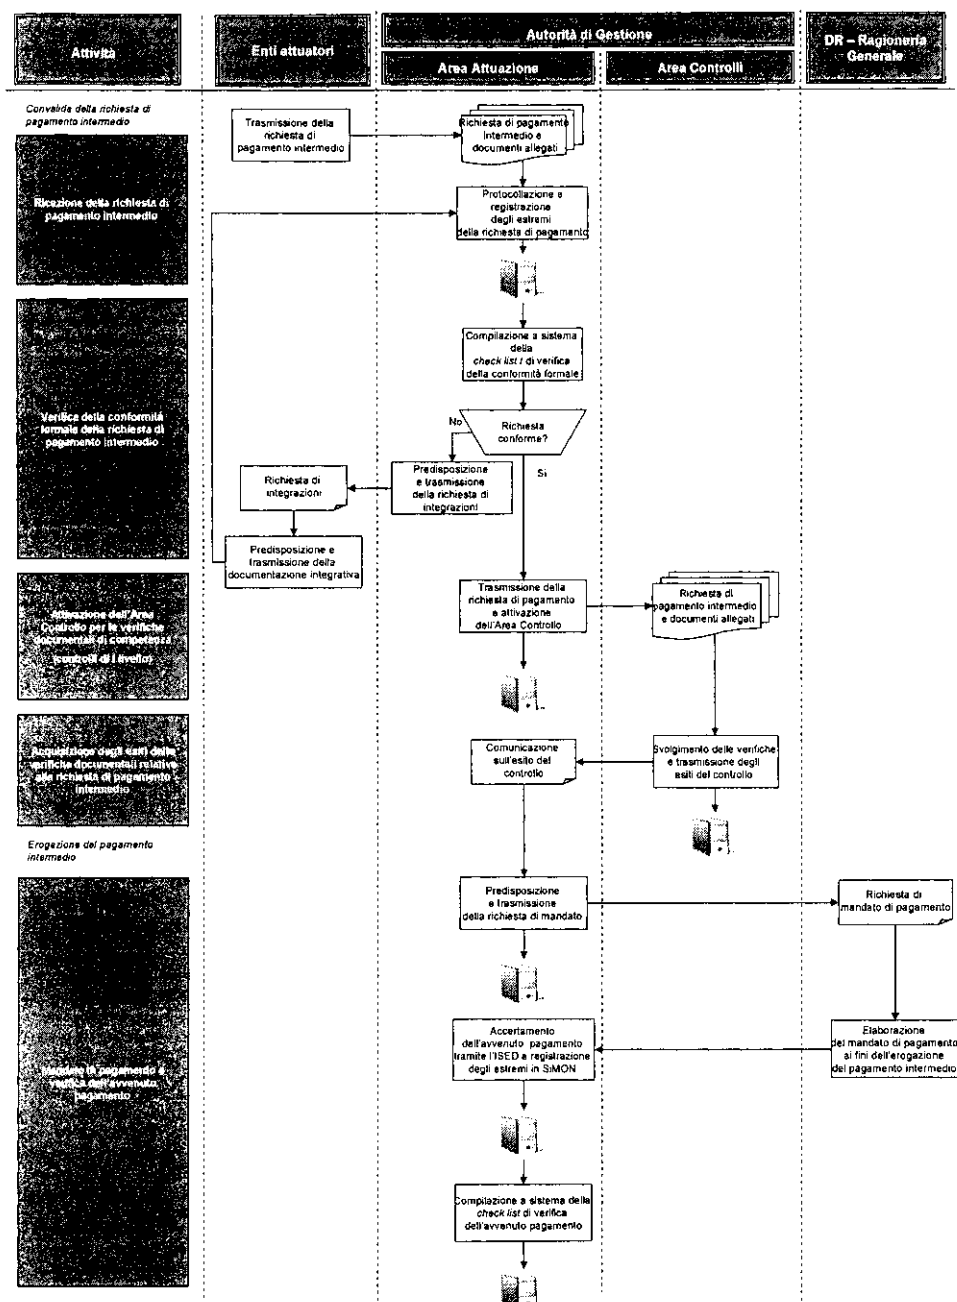 Attività
Enti attuatori
Autorità di Gestione
Area Attuazione
Area Controlli
DR – Ragioneria
Generale
Convalida della richiesta di
pagamento intermedio
Trasmissione della
richiesta di
pagamento intermedio
Richiesta di pagamento
intermedio e
documenti allegati
Ricezione della richiesta di
pagamento intermedio
Protocollazione e
registrazione
degli estremi
della richiesta di pagamento
Verifica della conformità
formale della richiesta di
pagamento intermedio
Compilazione a sistema
della
check list I di verifica
della conformità formale
Richiesta
conforme?
No
Si
Predisposizione
e trasmissione
della richiesta di
integrazioni
Richiesta di
integrazioni
Predisposizione e
trasmissione della
documentazione integrativa
Attivazione dell'Area
Controllo per le verifiche
documentali di competenza
(controlli di I livello)
Trasmissione della
richiesta di pagamento
e attivazione
dell'Area Controllo
Richiesta di
pagamento intermedio
e documenti allegati
Acquisizione degli esiti delle
verifiche documentali relative
alla richiesta di pagamento
intermedio
Comunicazione
sull'esito del
controllo
Svolgimento delle verifiche
e trasmissione degli
esiti del controllo
Erogazione del pagamento
intermedio
Mandato di pagamento e
verifica dell'avvenuto
pagamento
Predisposizione
e trasmissione
della richiesta di mandato
Richiesta di
mandato di pagamento
Accertamento
dell'avvenuto pagamento
tramite l'ISED e registrazione
degli estremi in SiMON
Elaborazione
del mandato di pagamento
ai fini dell'erogazione
del pagamento intermedio
Compilazione a sistema della
check list di verifica
dell'avvenuto pagamento